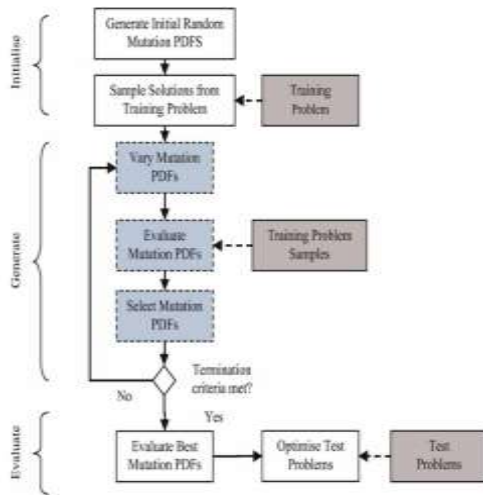 Initialise
Generate Initial Random
Mutation PDFS
Sample Solutions from
Training Problem
Training
Problem
Generate
Vary Mutation
PDFs
Evaluate
Mutation PDFs
Training Problem
Samples
Select Mutation
PDFs
Termination
criteria met?
No
Yes
Evaluate
Evaluate Best
Mutation PDFs
Optimise Test
Problems
Test
Problems